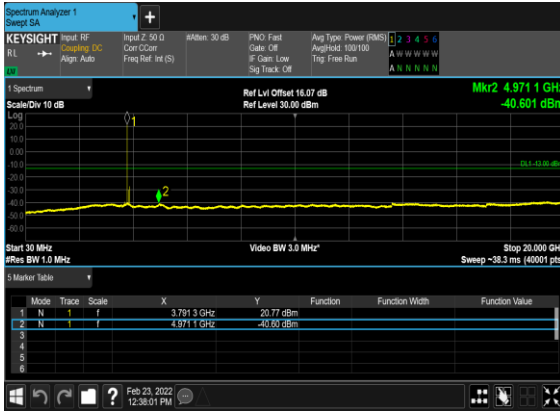 Spectrum Analyzer 1
Swept SA
+
KEYSIGHT Input: RF Input Z: 50 Ω #Atten: 30 dB PNO: Fast Avg Type: Power (RMS) 1 2 3 4 5 6
RL Coupling: DC Corr CCorr Gate: Off Avg|Hold: 100/100 A W W W W W
Align: Auto Freq Ref: Int (S) IF Gain: Low Trig: Free Run
Sig Track: Off A N N N N N
1 Spectrum Ref Lvl Offset 16.07 dB Mkr2 4.971 1 GHz
Scale/Div 10 dB Ref Level 30.00 dBm -40.601 dBm
Log
1
20.0
10.0
0.00
-10.0
DL1 -13.00 dBm
-20.0
-30.0
2
-40.0
-50.0
-60.0
Start 30 MHz Video BW 3.0 MHz* Stop 20.000 GHz
#Res BW 1.0 MHz Sweep ~38.3 ms (40001 pts)
5 Marker Table
Mode Trace Scale X Y Function Function Width Function Value
1 N 1 f 3.791 3 GHz 20.77 dBm
2 N 1 f 4.971 1 GHz -40.60 dBm
3
4
5
6
? Feb 23, 2022
12:38:01 PM